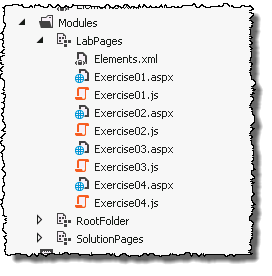 Modules
LabPages
Elements.xml
Exercise01.aspx
Exercise01.js
Exercise02.aspx
Exercise02.js
Exercise03.aspx
Exercise03.js
Exercise04.aspx
Exercise04.js
RootFolder
SolutionPages